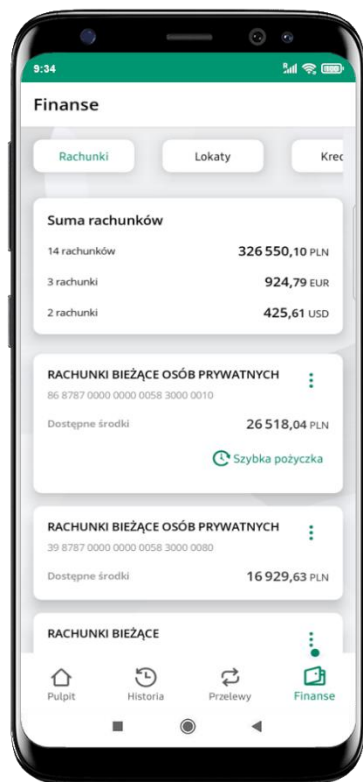 9:34
R
Finanse
Rachunki Lokaty Kred
Suma rachunków
14 rachunków 326 550,10 PLN
3 rachunki 924,79 EUR
2 rachunki 425,61 USD
RACHUNKI BIEŻĄCE OSÓB PRYWATNYCH
86 8787 0000 0000 0058 3000 0010
Dostępne środki 26 518,04 PLN
Szybka pożyczka
RACHUNKI BIEŻĄCE OSÓB PRYWATNYCH
39 8787 0000 0000 0058 3000 0080
Dostępne środki 16 929,63 PLN
RACHUNKI BIEŻĄCE
Pulpit Historia Przelewy Finanse